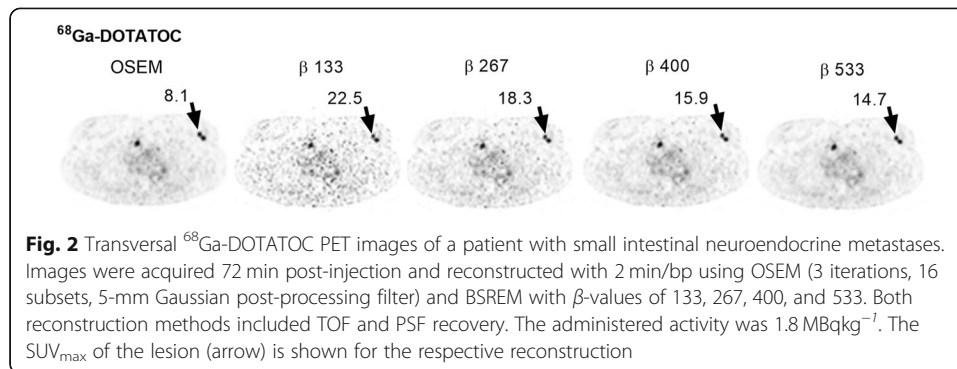 ⁶⁸Ga-DOTATOC
OSEM β 133 β 267 β 400 β 533
8.1 22.5 18.3 15.9 14.7
Fig. 2 Transversal ⁶⁸Ga-DOTATOC PET images of a patient with small intestinal neuroendocrine metastases.
Images were acquired 72 min post-injection and reconstructed with 2 min/bp using OSEM (3 iterations, 16
subsets, 5-mm Gaussian post-processing filter) and BSREM with β-values of 133, 267, 400, and 533. Both
reconstruction methods included TOF and PSF recovery. The administered activity was 1.8 MBqkg⁻¹. The
SUVmax of the lesion (arrow) is shown for the respective reconstruction